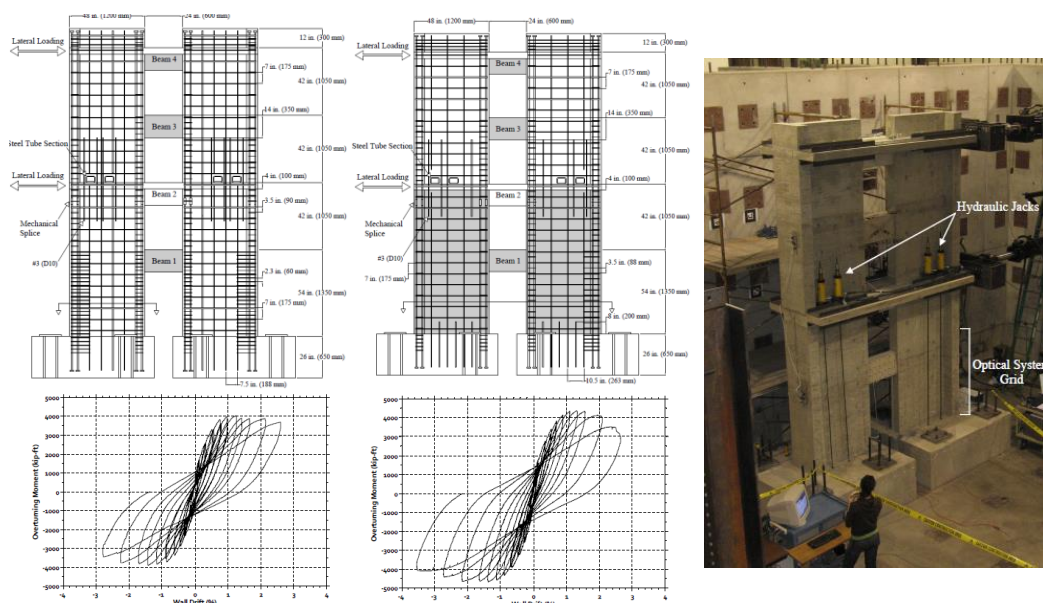 48 in. (1200 mm)
24 in. (600 mm)
Lateral Loading
12 in. (300 mm)
Beam 4
7 in. (175 mm)
42 in. (1050 mm)
14 in. (350 mm)
Beam 3
42 in. (1050 mm)
Steel Tube Section
Lateral Loading
4 in. (100 mm)
Beam 2
3.5 in. (90 mm)
Mechanical
Splice
42 in. (1050 mm)
#3 (D10)
Beam 1
2.3 in. (60 mm)
54 in. (1350 mm)
7 in. (175 mm)
26 in. (650 mm)
7.5 in. (188 mm)
48 in. (1200 mm)
24 in. (600 mm)
Lateral Loading
12 in. (300 mm)
Beam 4
7 in. (175 mm)
42 in. (1050 mm)
14 in. (350 mm)
Beam 3
42 in. (1050 mm)
Steel Tube Section
4 in. (100 mm)
Lateral Loading
Beam 2
Mechanical
Splice
42 in. (1050 mm)
#3 (D10)
7 in. (175 mm)
Beam 1
3.5 in. (88 mm)
54 in. (1350 mm)
8 in. (200 mm)
26 in. (650 mm)
10.5 in. (263 mm)
Hydraulic Jacks
Optical System
Grid
Overturning Moment (kip-ft)
5000
4000
3000
2000
1000
0
-1000
-2000
-3000
-4000
-5000
-4 -3 -2 -1 0 1 2 3 4
Wall Drift (%)
Overturning Moment (kip-ft)
5000
4000
3000
2000
1000
0
-1000
-2000
-3000
-4000
-5000
-4 -3 -2 -1 0 1 2 3 4
Wall Drift (%)